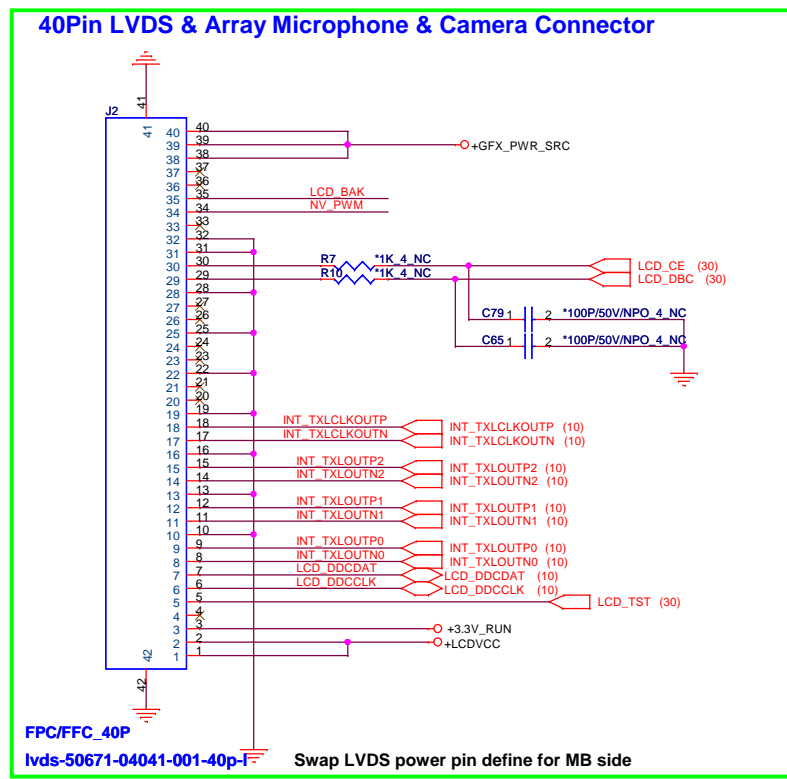 40Pin LVDS & Array Microphone & Camera Connector
41
J2
41
40 40
39 39
38 38
+GFX_PWR_SRC
37 37
36 36
35 35 LCD_BAK
34 34 NV_PWM
33 33
32 32
31 31
30 30 R7 *1K_4_NC LCD_CE (30)
29 29 R10 *1K_4_NC LCD_DBC (30)
28 28
27 27
26 26 C79 1 2 *100P/50V/NPO_4_NC
25 25
24 24 C65 1 2 *100P/50V/NPO_4_NC
23 23
22 22
21 21
20 20
19 19
18 18 INT_TXLCLKOUTP INT_TXLCLKOUTP (10)
17 17 INT_TXLCLKOUTN INT_TXLCLKOUTN (10)
16 16
15 15 INT_TXLOUTP2 INT_TXLOUTP2 (10)
14 14 INT_TXLOUTN2 INT_TXLOUTN2 (10)
13 13
12 12 INT_TXLOUTP1 INT_TXLOUTP1 (10)
11 11 INT_TXLOUTN1 INT_TXLOUTN1 (10)
10 10
9 9 INT_TXLOUTP0 INT_TXLOUTP0 (10)
8 8 INT_TXLOUTN0 INT_TXLOUTN0 (10)
7 7 LCD_DDCDAT LCD_DDCDAT (10)
6 6 LCD_DDCCLK LCD_DDCCLK (10)
5 5 LCD_TST (30)
4 4
3 3 +3.3V_RUN
2 2 +LCDVCC
1 1
42
42
FPC/FFC_40P
lvds-50671-04041-001-40p-l
Swap LVDS power pin define for MB side